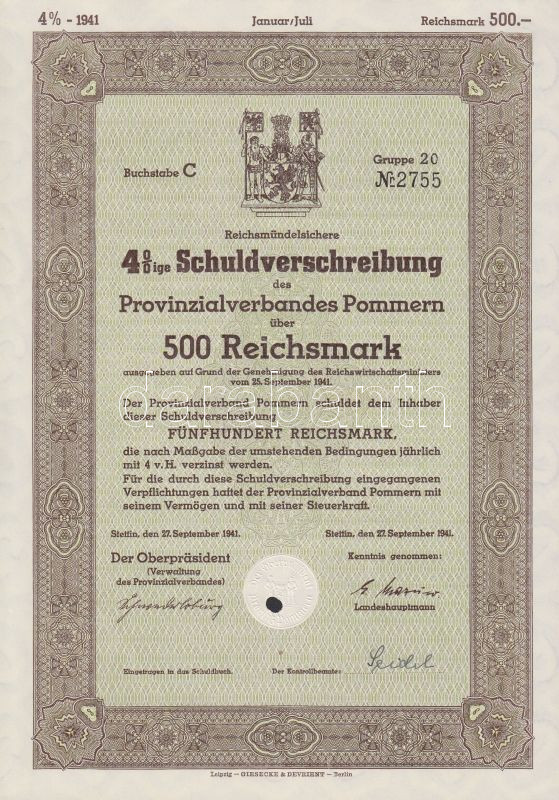 4% - 1941 Januar/Juli Reichsmark 500.—
Buchstabe C
Gruppe 20
№ 2755
Reichsmündelsichere
4%ige Schuldverschreibung
des
Provinzialverbandes Pommern
über
500 Reichsmark
ausgegeben auf Grund der Genehmigung des Reichswirtschaftsministers
vom 25. September 1941.
Der Provinzialverband Pommern schuldet dem Inhaber
dieser Schuldverschreibung
FÜNFHUNDERT REICHSMARK,
die nach Maßgabe der umstehenden Bedingungen jährlich
mit 4 v. H. verzinst werden.
Für die durch diese Schuldverschreibung eingegangenen
Verpflichtungen haftet der Provinzialverband Pommern mit
seinem Vermögen und mit seiner Steuerkraft.
Stettin, den 27. September 1941. Stettin, den 27. September 1941.
Der Oberpräsident
(Verwaltung
des Provinzialverbandes)
Kenntnis genommen:
Landeshauptmann
Eingetragen in das Schuldbuch. Der Kontrollbeamte: Seidel
Leipzig — GIESECKE & DEVRIENT — Berlin